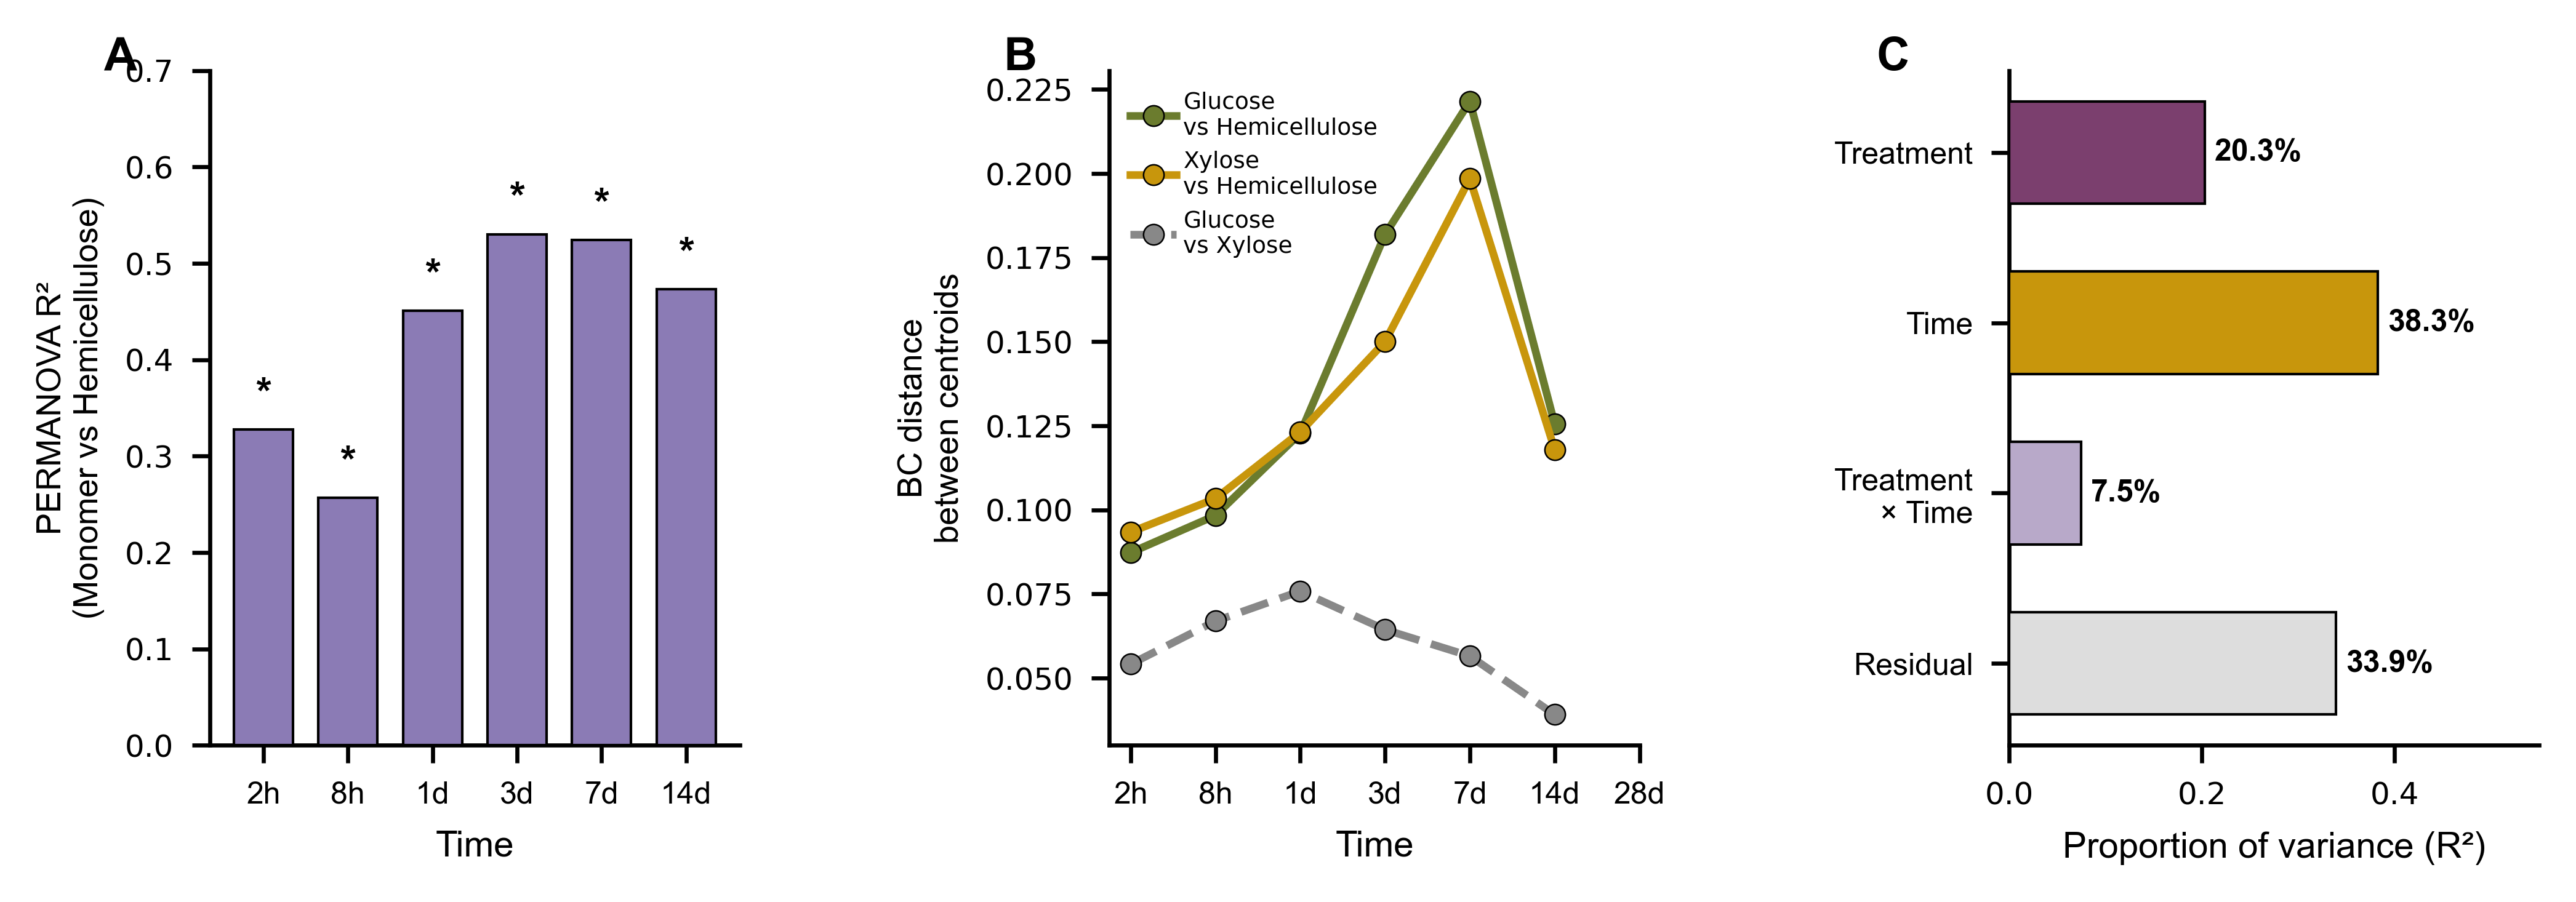 A
0.7
0.6
0.5
0.4
0.3
0.2
0.1
0.0
PERMANOVA R²
(Monomer vs Hemicellulose)
*
*
*
*
*
*
2h 8h 1d 3d 7d 14d
Time
B
0.225
0.200
0.175
0.150
0.125
0.100
0.075
0.050
BC distance
between centroids
Glucose
vs Hemicellulose
Xylose
vs Hemicellulose
Glucose
vs Xylose
2h 8h 1d 3d 7d 14d 28d
Time
C
Treatment
20.3%
Time
38.3%
Treatment
× Time
7.5%
Residual
33.9%
0.0 0.2 0.4
Proportion of variance (R²)